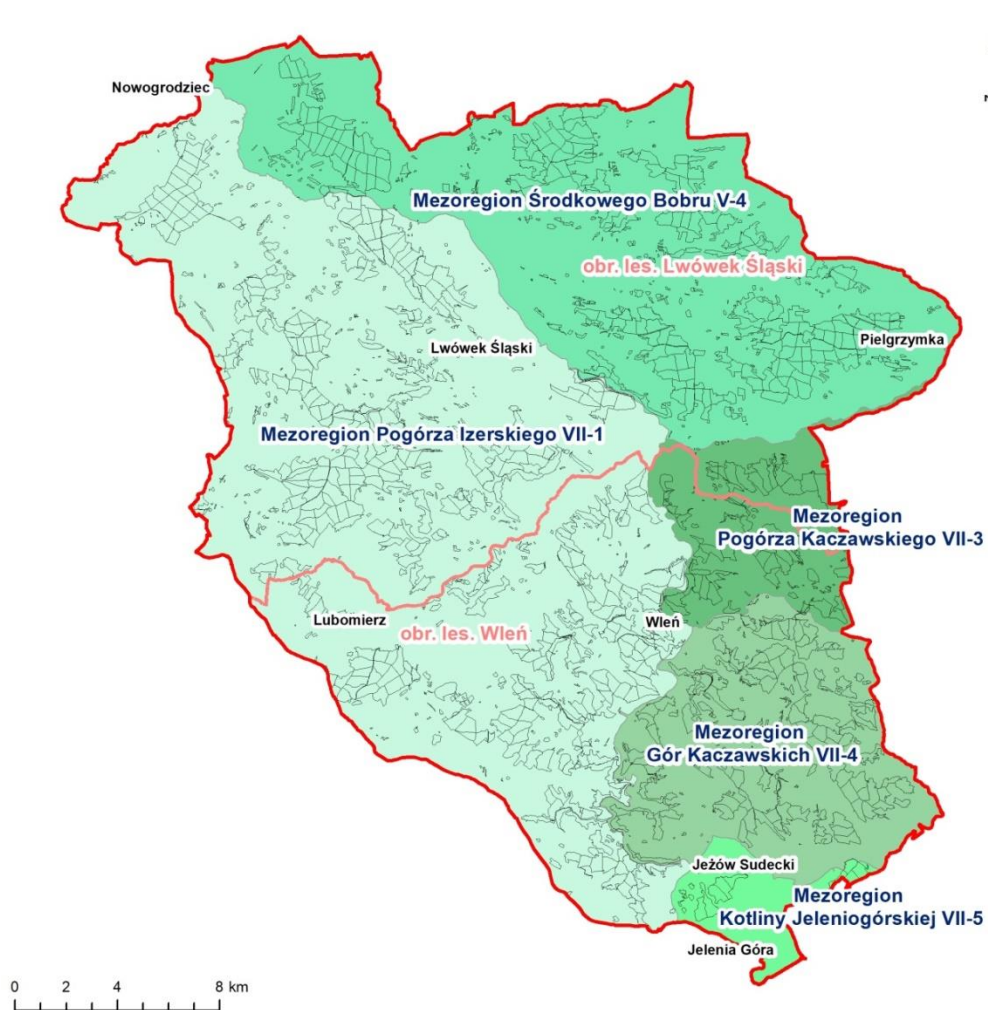 Nowogrodziec
N
Mezoregion Środkowego Bobru V-4
obr. les. Lwówek Śląski
Pielgrzymka
Lwówek Śląski
Mezoregion Pogórza Izerskiego VII-1
Mezoregion
Pogórza Kaczawskiego VII-3
Lubomierz
obr. les. Wleń
Wleń
Mezoregion
Gór Kaczawskich VII-4
Jeżów Sudecki
Mezoregion
Kotliny Jeleniogórskiej VII-5
Jelenia Góra
0 2 4 8 km